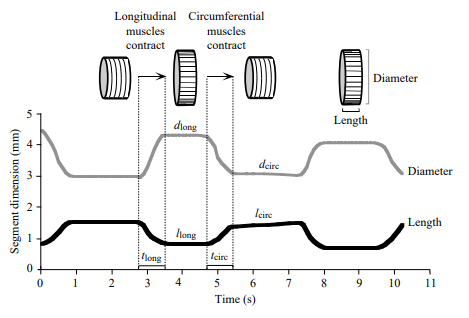 Longitudinal Circumferential
muscles muscles
contract contract
Diameter
Length
Segment dimension (mm)
5
4
3
2
1
0
d_long
d_circ
Diameter
l_long
l_circ
Length
t_long
t_circ
0 1 2 3 4 5 6 7 8 9 10 11
Time (s)